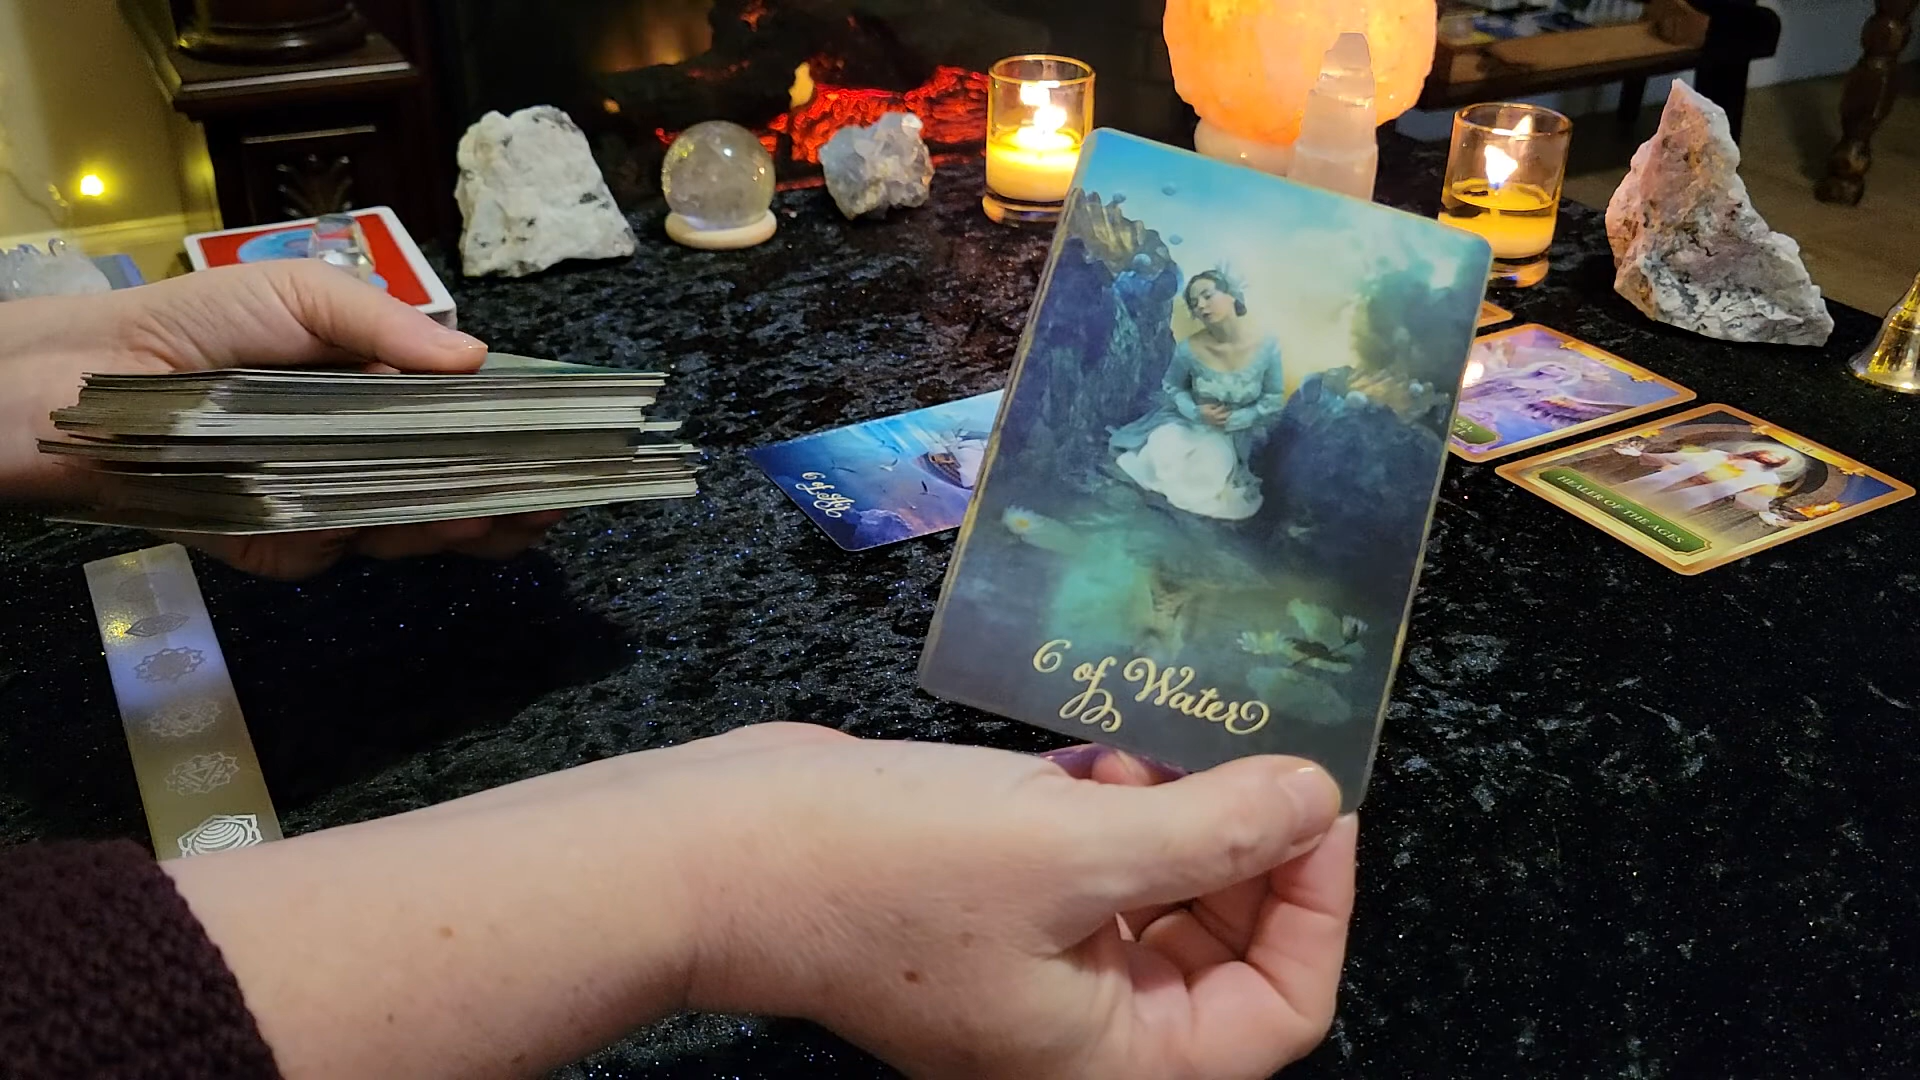 6 of Water
6 of Air
HEALER OF THE AGES